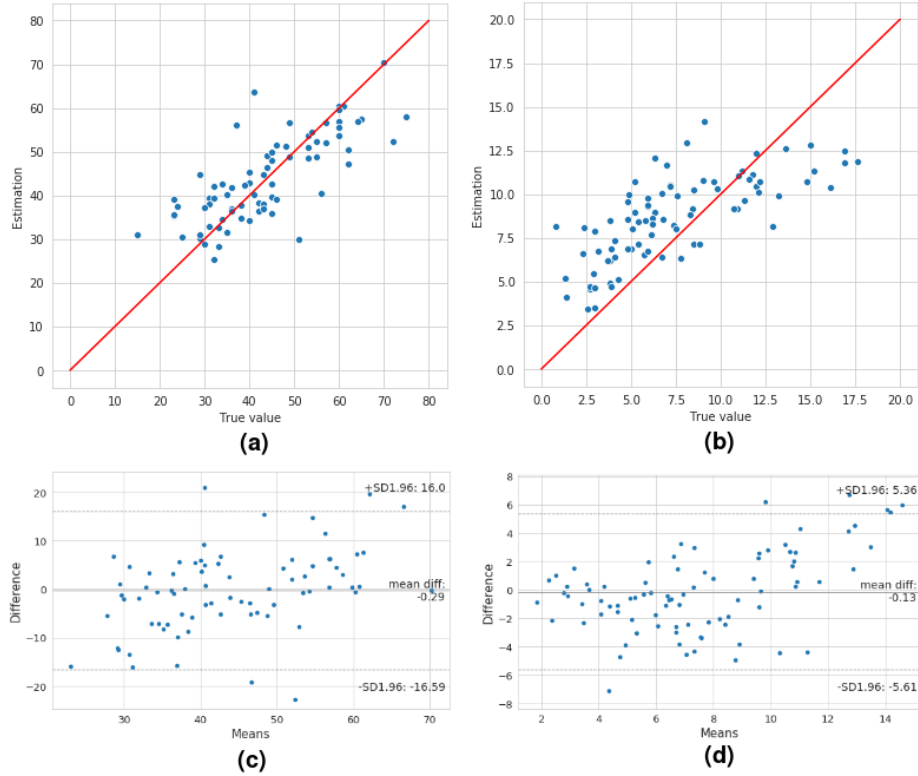 80
70
60
50
40
30
20
10
0
Estimation
0 10 20 30 40 50 60 70 80
True value
(a)
20.0
17.5
15.0
12.5
10.0
7.5
5.0
2.5
0.0
Estimation
0.0 2.5 5.0 7.5 10.0 12.5 15.0 17.5 20.0
True value
(b)
20
10
0
−10
−20
Difference
+SD1.96: 16.0
mean diff:
-0.29
-SD1.96: -16.59
30 40 50 60 70
Means
(c)
8
6
4
2
0
−2
−4
−6
−8
Difference
+SD1.96: 5.36
mean diff:
-0.13
-SD1.96: -5.61
2 4 6 8 10 12 14
Means
(d)